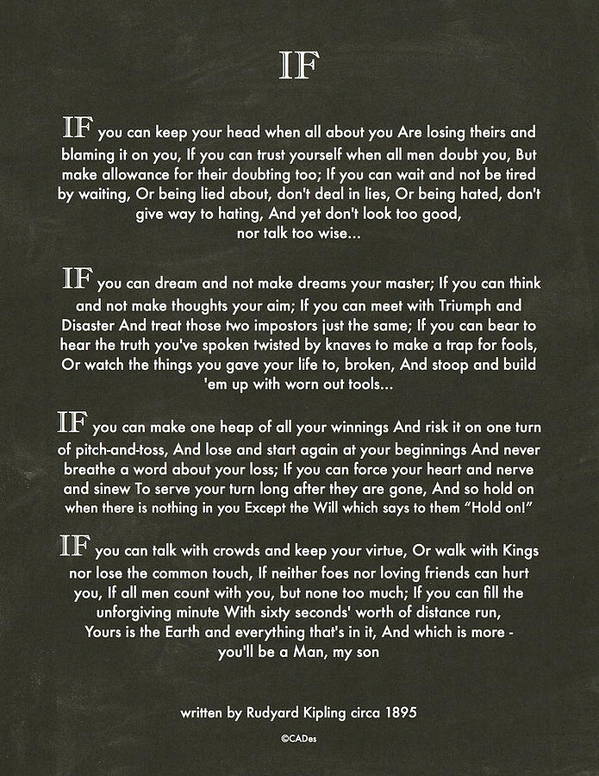 IF
IF you can keep your head when all about you Are losing theirs and
blaming it on you, If you can trust yourself when all men doubt you, But
make allowance for their doubting too; If you can wait and not be tired
by waiting, Or being lied about, don't deal in lies, Or being hated, don't
give way to hating, And yet don't look too good,
nor talk too wise...
IF you can dream and not make dreams your master; If you can think
and not make thoughts your aim; If you can meet with Triumph and
Disaster And treat those two impostors just the same; If you can bear to
hear the truth you've spoken twisted by knaves to make a trap for fools,
Or watch the things you gave your life to, broken, And stoop and build
'em up with worn out tools...
IF you can make one heap of all your winnings And risk it on one turn
of pitch-and-toss, And lose and start again at your beginnings And never
breathe a word about your loss; If you can force your heart and nerve
and sinew To serve your turn long after they are gone, And so hold on
when there is nothing in you Except the Will which says to them “Hold on!”
IF you can talk with crowds and keep your virtue, Or walk with Kings
nor lose the common touch, If neither foes nor loving friends can hurt
you, If all men count with you, but none too much; If you can fill the
unforgiving minute With sixty seconds' worth of distance run,
Yours is the Earth and everything that's in it, And which is more -
you'll be a Man, my son
written by Rudyard Kipling circa 1895
©CADes